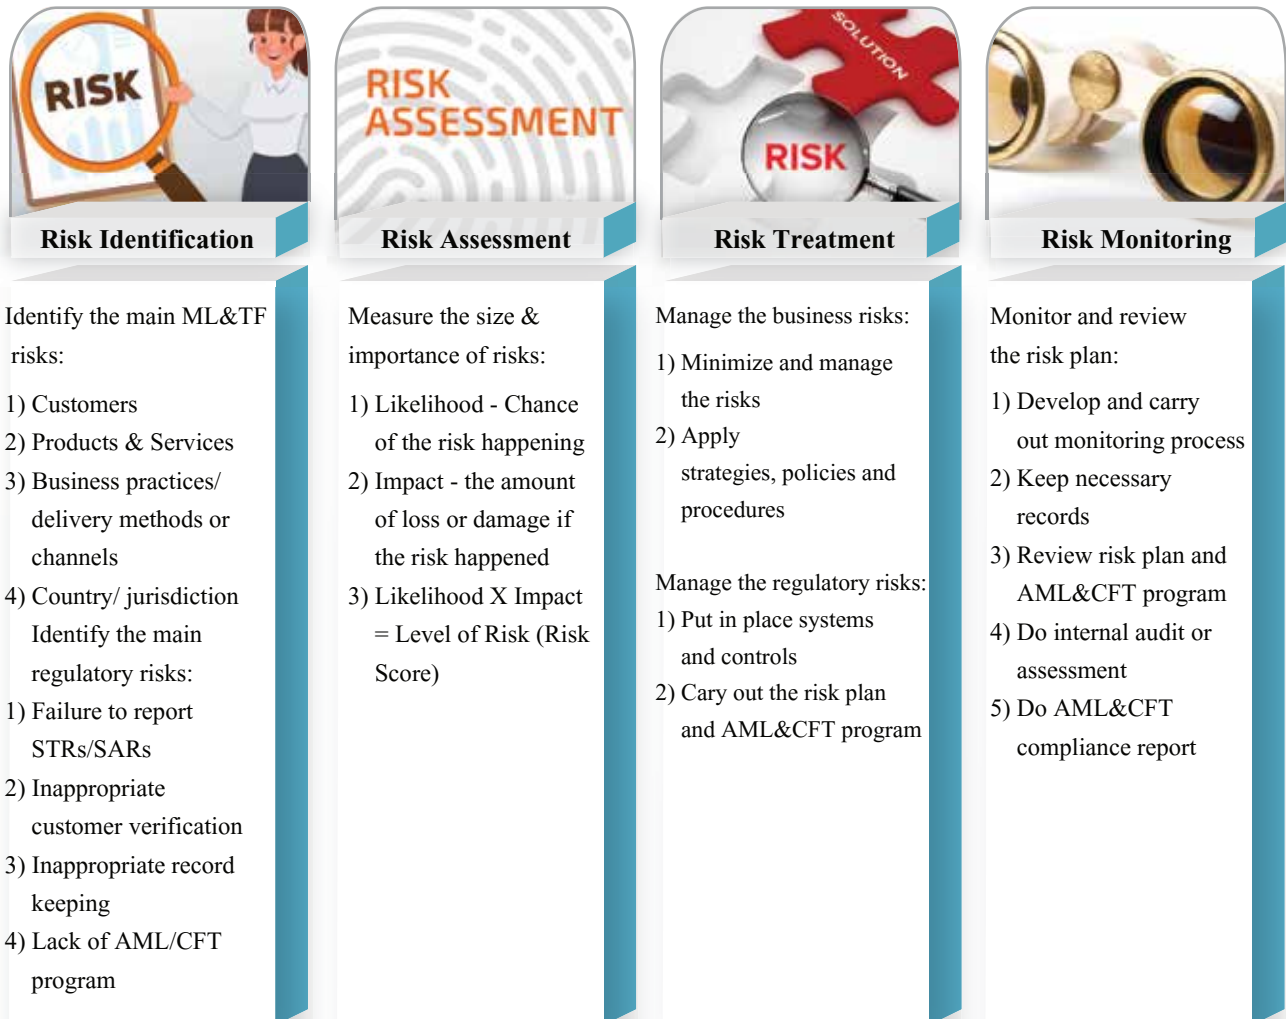 RISK
Risk Identification
Identify the main ML&TF
risks:
1) Customers
2) Products & Services
3) Business practices/
delivery methods or
channels
4) Country/ jurisdiction
Identify the main
regulatory risks:
1) Failure to report
STRs/SARs
2) Inappropriate
customer verification
3) Inappropriate record
keeping
4) Lack of AML/CFT
program
RISK
ASSESSMENT
Risk Assessment
Measure the size &
importance of risks:
1) Likelihood - Chance
of the risk happening
2) Impact - the amount
of loss or damage if
the risk happened
3) Likelihood X Impact
= Level of Risk (Risk
Score)
SOLUTION
RISK
Risk Treatment
Manage the business risks:
1) Minimize and manage
the risks
2) Apply
strategies, policies and
procedures
Manage the regulatory risks:
1) Put in place systems
and controls
2) Cary out the risk plan
and AML&CFT program
Risk Monitoring
Monitor and review
the risk plan:
1) Develop and carry
out monitoring process
2) Keep necessary
records
3) Review risk plan and
AML&CFT program
4) Do internal audit or
assessment
5) Do AML&CFT
compliance report